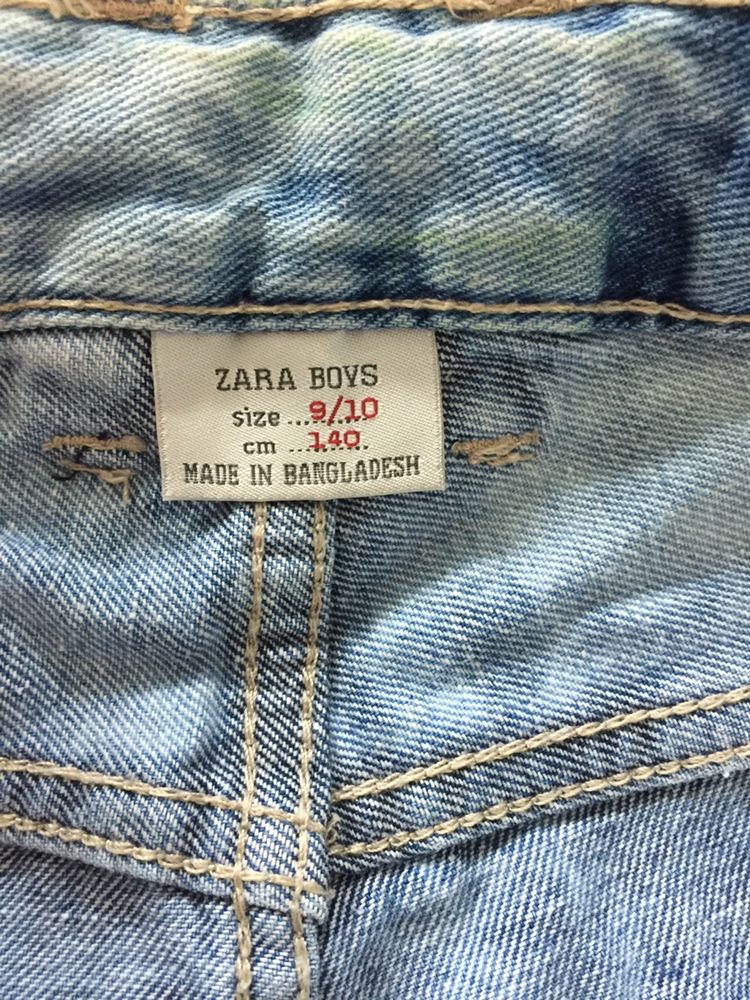 ZARA BOYS
size ...9/10
cm ...140..
MADE IN BANGLADESH